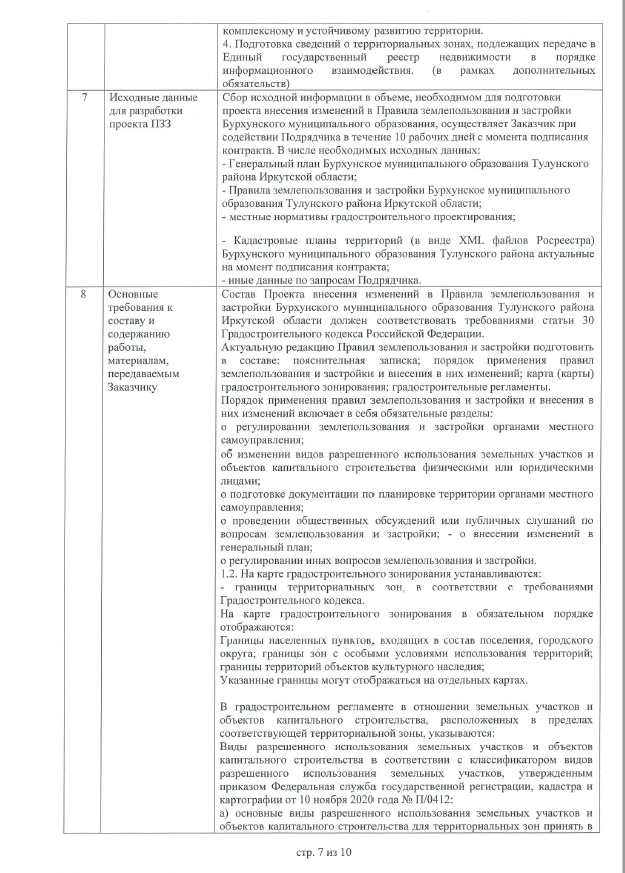 комплексному и устойчивому развитию территории.
4. Подготовка сведений о территориальных зонах, подлежащих передаче в
Единый государственный реестр недвижимости в порядке
информационного взаимодействия. (в рамках дополнительных
обязательств)
7
Исходные данные
для разработки
проекта ПЗЗ
Сбор исходной информации в объеме, необходимом для подготовки
проекта внесения изменений в Правила землепользования и застройки
Бурхунского муниципального образования, осуществляет Заказчик при
содействии Подрядчика в течение 10 рабочих дней с момента подписания
контракта. В числе необходимых исходных данных:
- Генеральный план Бурхунское муниципального образования Тулунского
района Иркутской области;
- Правила землепользования и застройки Бурхунское муниципального
образования Тулунского района Иркутской области;
- местные нормативы градостроительного проектирования;
- Кадастровые планы территорий (в виде XML файлов Росреестра)
Бурхунского муниципального образования Тулунского района актуальные
на момент подписания контракта;
- иные данные по запросам Подрядчика.
8
Основные
требования к
составу и
содержанию
работы,
материалам,
передаваемым
Заказчику
Состав Проекта внесения изменений в Правила землепользования и
застройки Бурхунского муниципального образования Тулунского района
Иркутской области должен соответствовать требованиями статьи 30
Градостроительного кодекса Российской Федерации.
Актуальную редакцию Правил землепользования и застройки подготовить
в составе: пояснительная записка; порядок применения правил
землепользования и застройки и внесения в них изменений; карта (карты)
градостроительного зонирования; градостроительные регламенты.
Порядок применения правил землепользования и застройки и внесения в
них изменений включает в себя обязательные разделы:
о регулировании землепользования и застройки органами местного
самоуправления;
об изменении видов разрешенного использования земельных участков и
объектов капитального строительства физическими или юридическими
лицами;
о подготовке документации по планировке территории органами местного
самоуправления;
о проведении общественных обсуждений или публичных слушаний по
вопросам землепользования и застройки; - о внесении изменений в
генеральный план;
о регулировании иных вопросов землепользования и застройки.
1.2. На карте градостроительного зонирования устанавливаются:
- границы территориальных зон, в соответствии с требованиями
Градостроительного кодекса.
На карте градостроительного зонирования в обязательном порядке
отображаются:
Границы населенных пунктов, входящих в состав поселения, городского
округа; границы зон с особыми условиями использования территорий;
границы территорий объектов культурного наследия;
Указанные границы могут отображаться на отдельных картах.
В градостроительном регламенте в отношении земельных участков и
объектов капитального строительства, расположенных в пределах
соответствующей территориальной зоны, указываются:
Виды разрешенного использования земельных участков и объектов
капитального строительства в соответствии с классификатором видов
разрешенного использования земельных участков, утвержденным
приказом Федеральная служба государственной регистрации, кадастра и
картографии от 10 ноября 2020 года № П/0412:
а) основные виды разрешенного использования земельных участков и
объектов капитального строительства для территориальных зон принять в
стр. 7 из 10